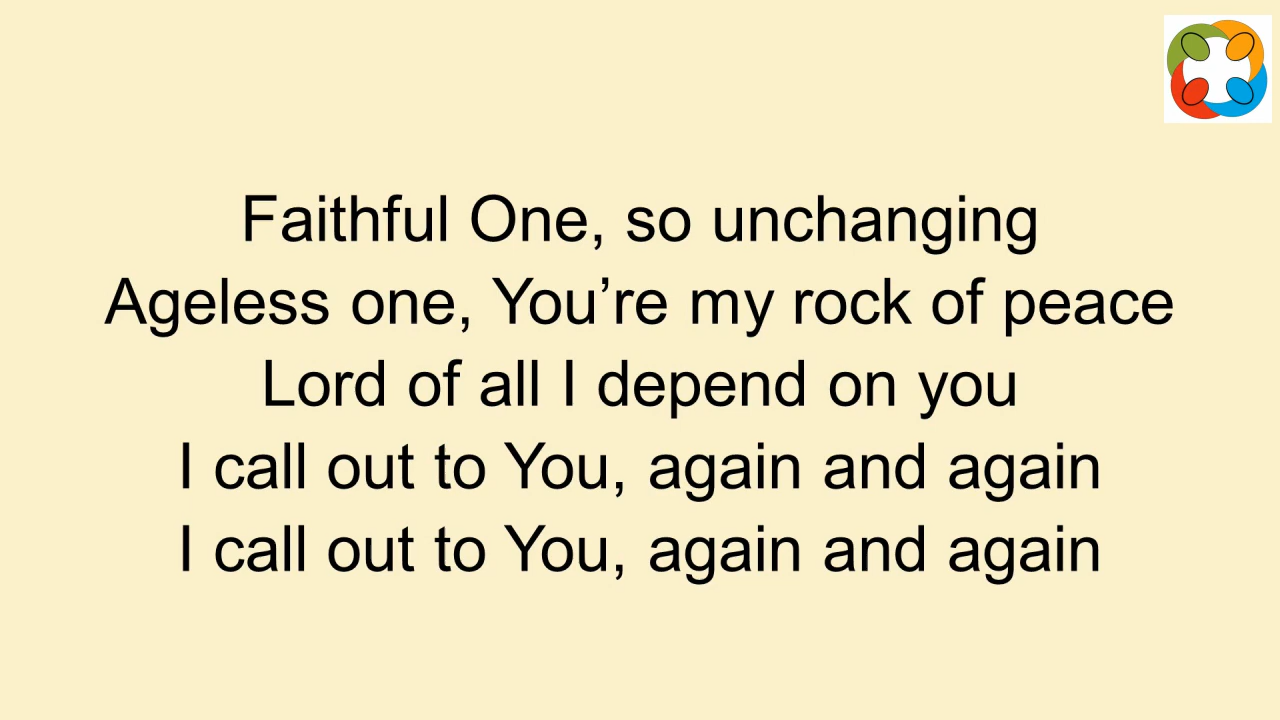 Faithful One, so unchanging
Ageless one, You’re my rock of peace
Lord of all I depend on you
I call out to You, again and again
I call out to You, again and again